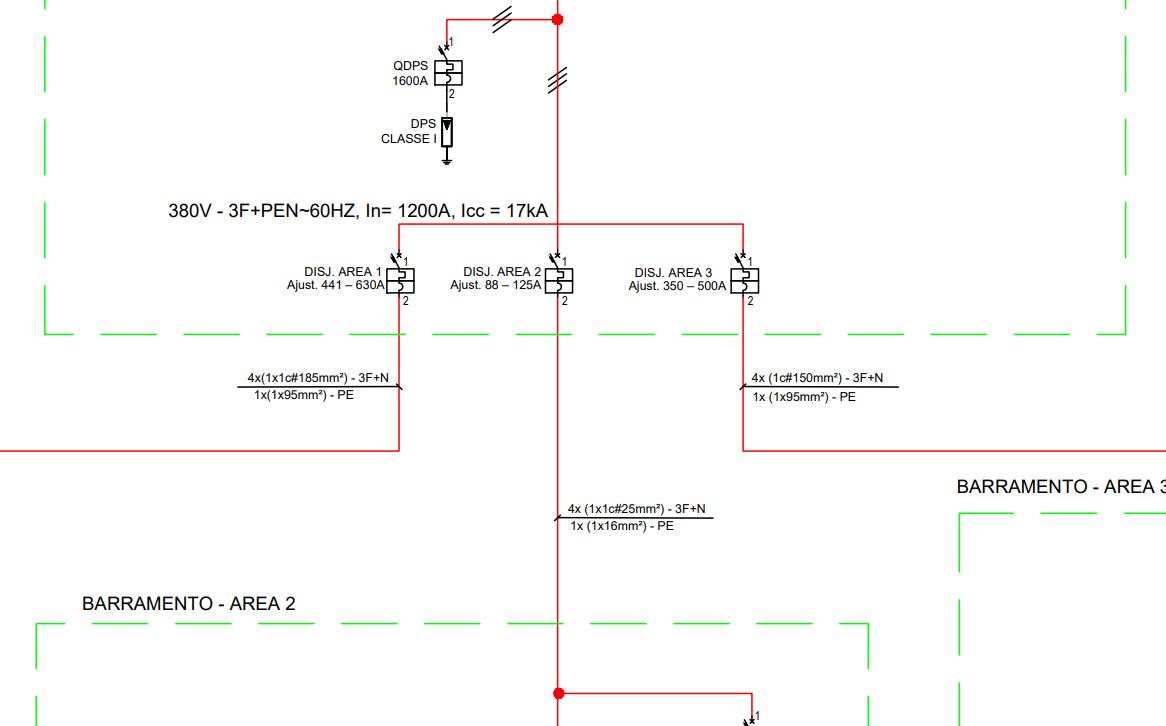 1
QDPS
1600A
2
DPS
CLASSE I
380V - 3F+PEN~60HZ, In= 1200A, Icc = 17kA
1
DISJ. AREA 1
Ajust. 441 – 630A
2
1
DISJ. AREA 2
Ajust. 88 – 125A
2
1
DISJ. AREA 3
Ajust. 350 – 500A
2
4x(1x1c#185mm²) - 3F+N
1x(1x95mm²) - PE
4x (1c#150mm²) - 3F+N
1x (1x95mm²) - PE
BARRAMENTO - AREA 3
4x (1x1c#25mm²) - 3F+N
1x (1x16mm²) - PE
BARRAMENTO - AREA 2
1